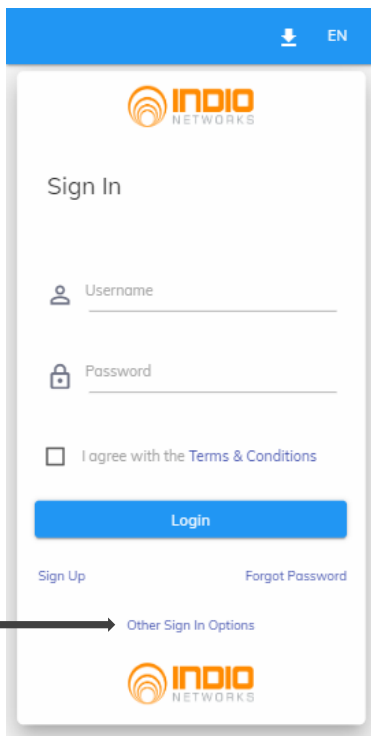 EN
INDIO
NETWORKS
Sign In
Username
Password
I agree with the Terms & Conditions
Login
Sign Up Forgot Password
Other Sign In Options
INDIO
NETWORKS